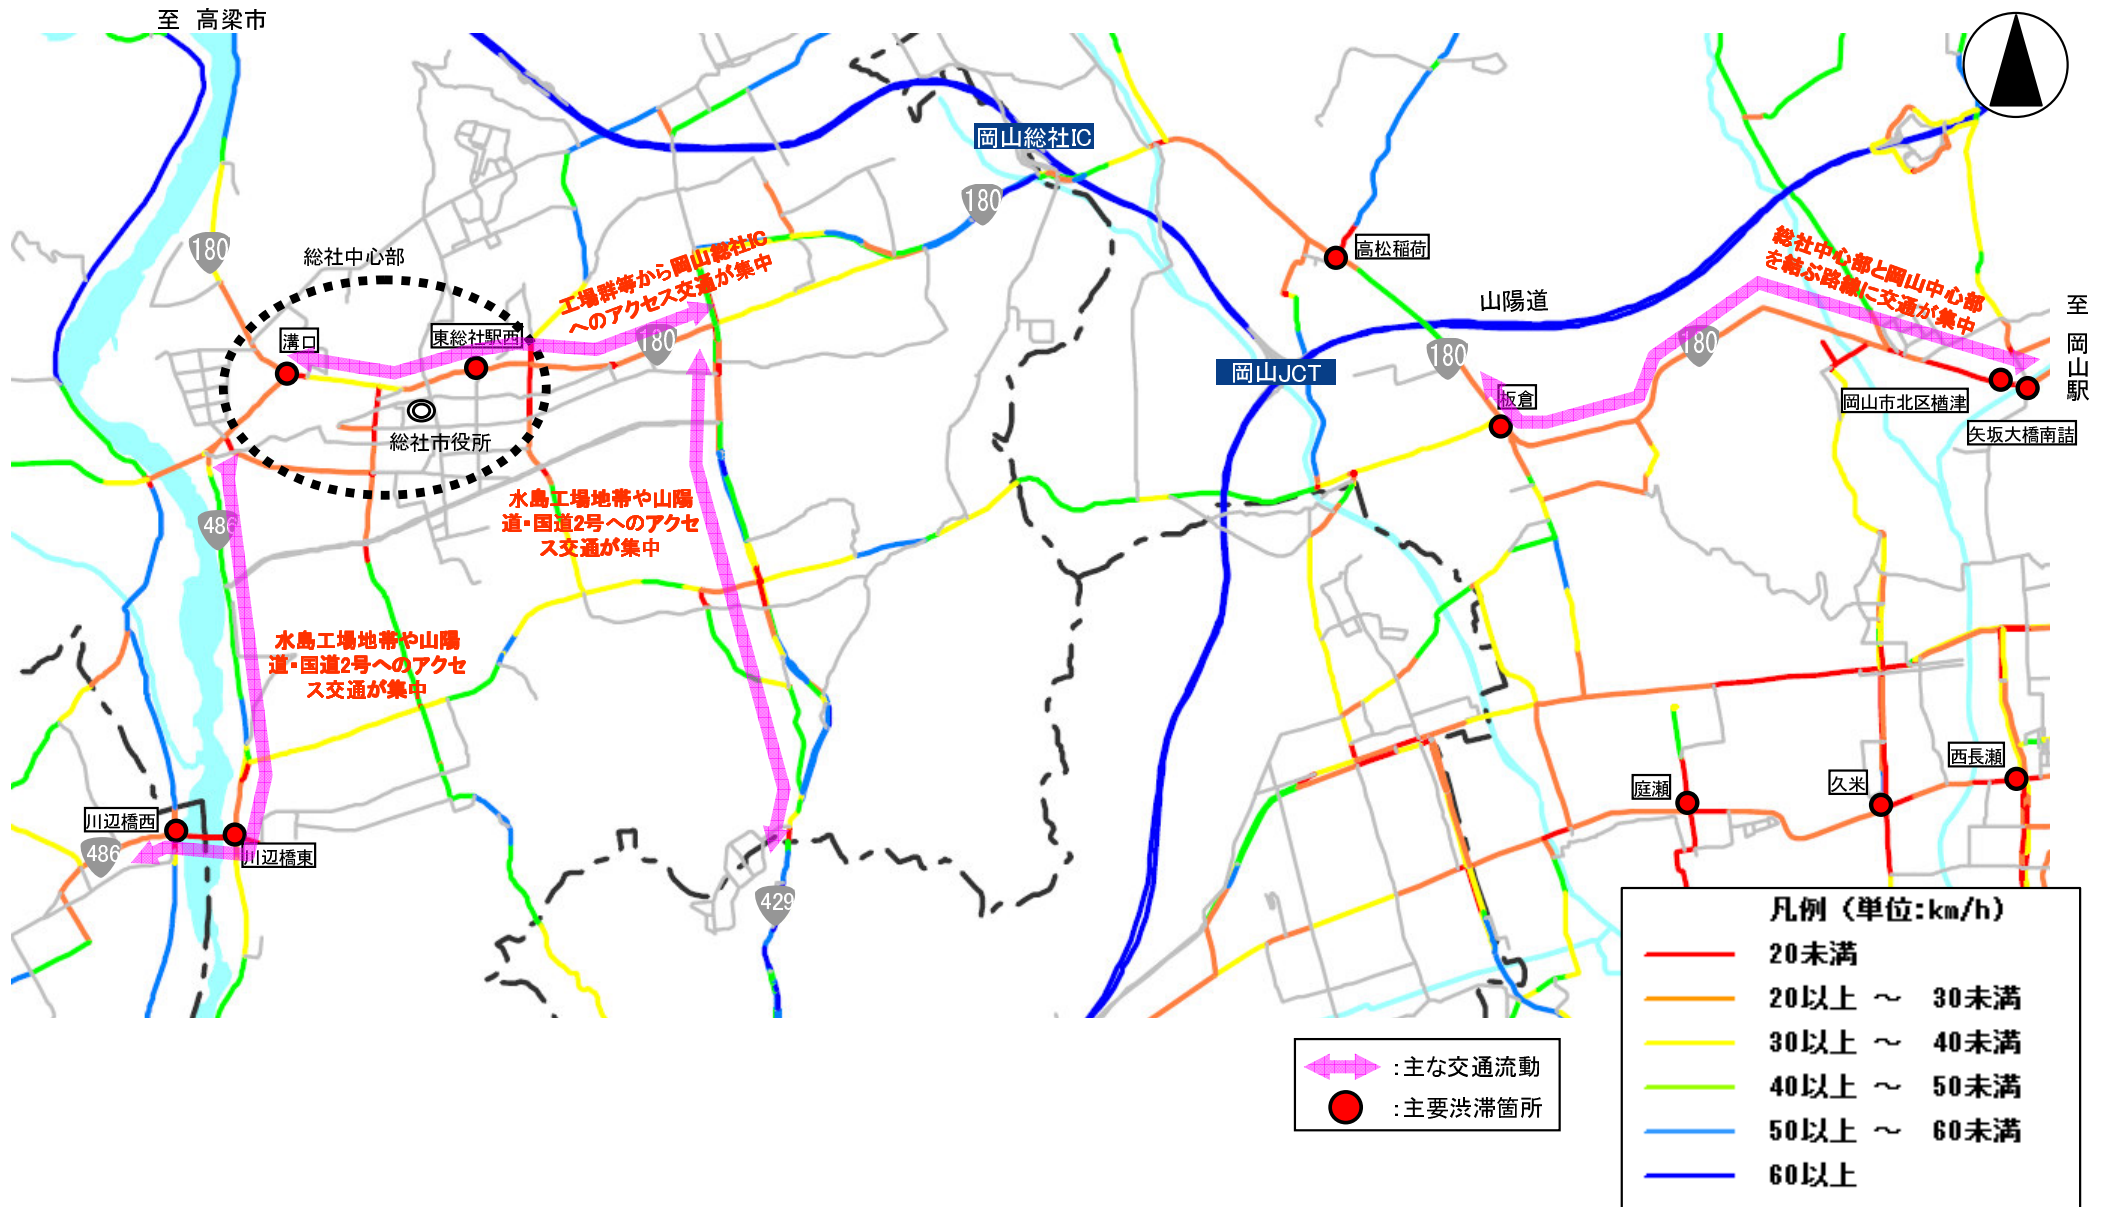 至 高梁市
岡山総社IC
180
180
高松稲荷
総社中心部
工場群等から岡山総社IC
へのアクセス交通が集中
総社中心部と岡山中心部
を結ぶ路線に交通が集中
山陽道
至 岡山駅
溝口
東総社駅西
180
180
180
岡山JCT
板倉
岡山市北区楢津
矢坂大橋南詰
総社市役所
486
水島工場地帯や山陽
道・国道2号へのアクセ
ス交通が集中
水島工場地帯や山陽
道・国道2号へのアクセ
ス交通が集中
西長瀬
庭瀬
久米
川辺橋西
486
川辺橋東
429
凡例（単位:km/h）
20未満
20以上 ～ 30未満
30以上 ～ 40未満
40以上 ～ 50未満
50以上 ～ 60未満
60以上
:主な交通流動
:主要渋滞箇所